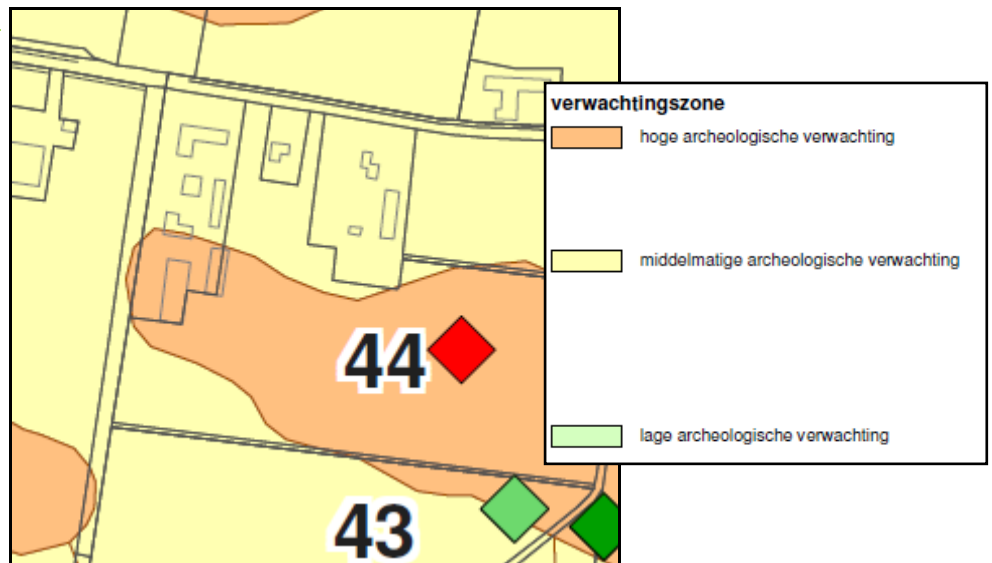 verwachtingszone
hoge archeologische verwachting
middelmatige archeologische verwachting
lage archeologische verwachting
44
43